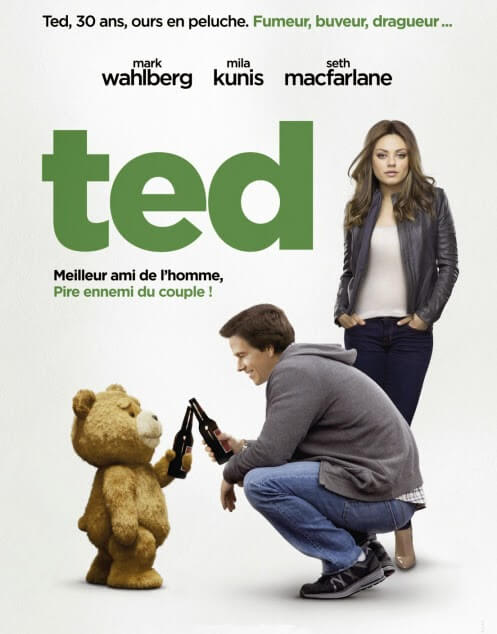 Ted, 30 ans, ours en peluche. Fumeur, buveur, dragueur...
mark wahlberg
mila kunis
seth macfarlane
ted
Meilleur ami de l'homme,
Pire ennemi du couple !
N